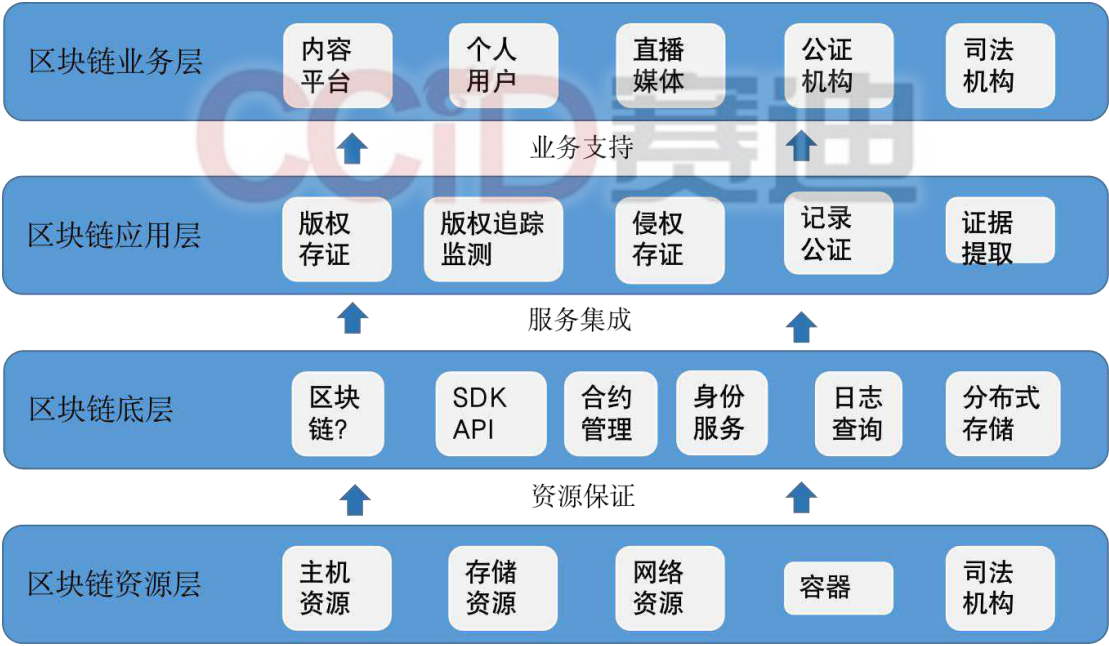 区块链业务层
内容
平台
个人
用户
直播
媒体
公证
机构
司法
机构
CCiD赛迪
业务支持
区块链应用层
版权
存证
版权追踪
监测
侵权
存证
记录
公证
证据
提取
服务集成
区块链底层
区块
链?
SDK
API
合约
管理
身份
服务
日志
查询
分布式
存储
资源保证
区块链资源层
主机
资源
存储
资源
网络
资源
容器
司法
机构